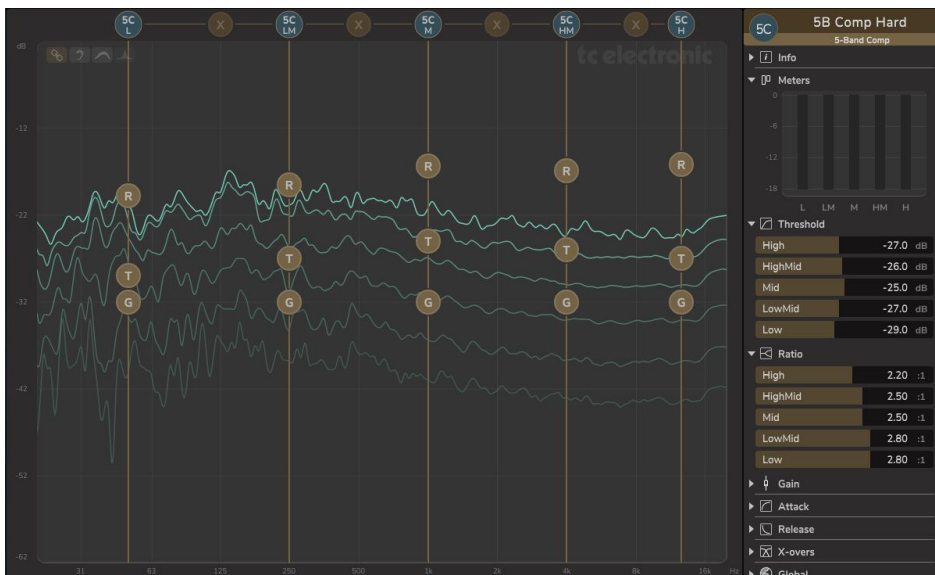 5C
L
X
5C
LM
X
5C
M
X
5C
HM
X
5C
H
dB
tc electronic
-12
-22
-32
-42
-52
-62
R
T
G
R
T
G
R
T
G
R
T
G
R
T
G
31
63
125
250
500
1k
2k
4k
8k
16k
Hz
5C
5B Comp Hard
5-Band Comp
i Info
Meters
0
-6
-12
-18
L LM M HM H
Threshold
High -27.0 dB
HighMid -26.0 dB
Mid -25.0 dB
LowMid -27.0 dB
Low -29.0 dB
Ratio
High 2.20 :1
HighMid 2.50 :1
Mid 2.50 :1
LowMid 2.80 :1
Low 2.80 :1
Gain
Attack
Release
X-overs
Global